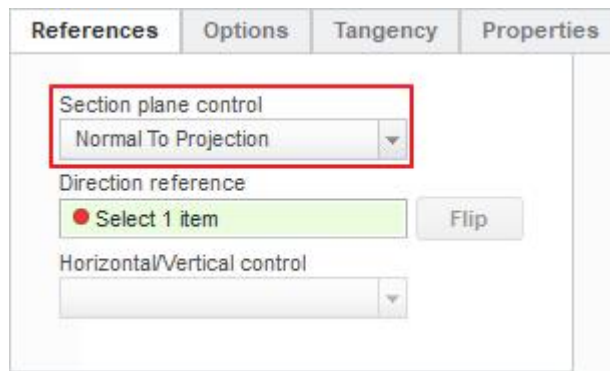 References Options Tangency Properties
Section plane control
Normal To Projection
Direction reference
Select 1 item Flip
Horizontal/Vertical control